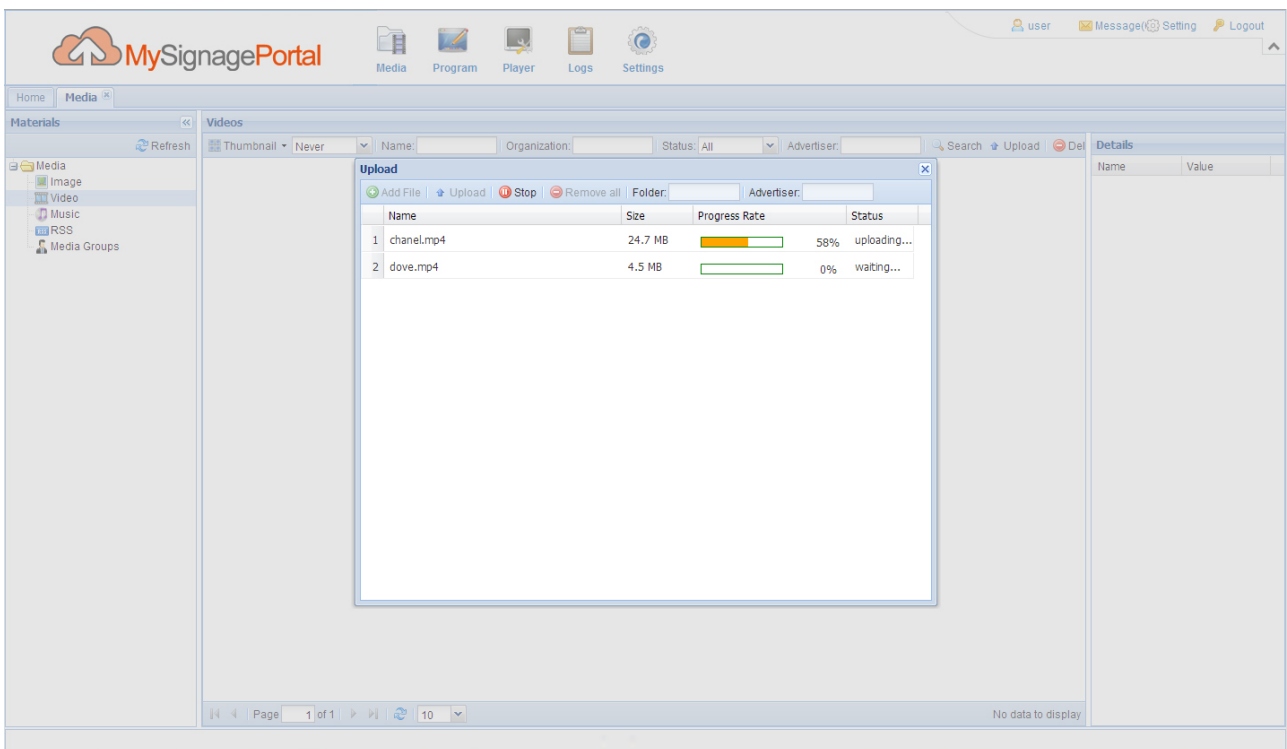 user Message( Setting Logout
MySignagePortal
Media Program Player Logs Settings
Home Media
Materials Videos
Refresh Thumbnail Never Name: Organization: Status: All Advertiser: Search Upload Del Details
Name Value
Media
Image
Video
Music
RSS
Media Groups
Upload
Add File Upload Stop Remove all Folder: Advertiser:
Name Size Progress Rate Status
1 chanel.mp4 24.7 MB 58% uploading...
2 dove.mp4 4.5 MB 0% waiting...
Page 1 of 1 10 No data to display